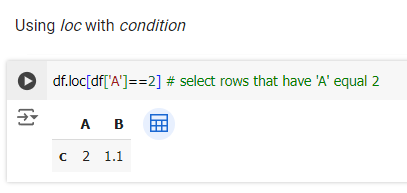 Using loc with condition
df.loc[df['A']==2] # select rows that have 'A' equal 2
A B
c 2 1.1